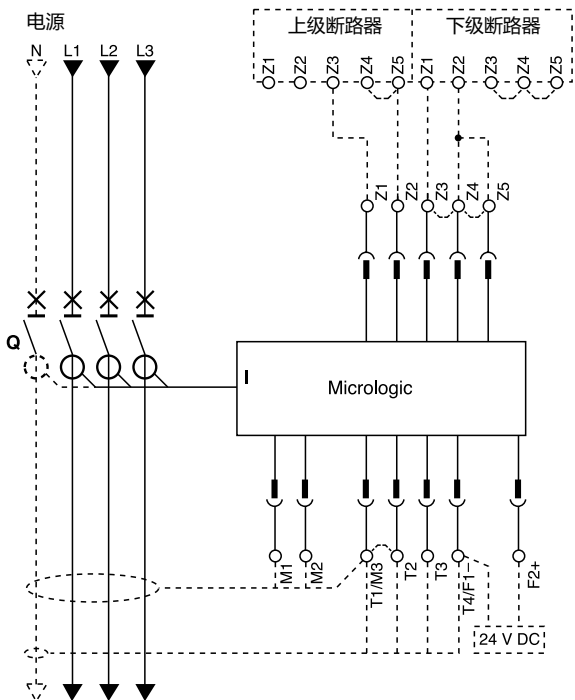 电源
上级断路器 下级断路器
N L1 L2 L3
Z1 Z2 Z3 Z4 Z5 Z1 Z2 Z3 Z4 Z5
Z1 Z2 Z3 Z4 Z5
Q
I
Micrologic
M1 M2 T1/M3 T2 T3 T4/F1− F2+
24 V DC